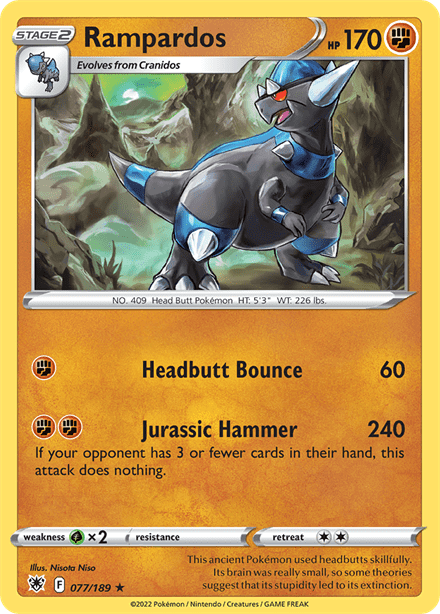 STAGE2 Rampardos HP 170
Evolves from Cranidos
NO. 409 Head Butt Pokémon HT: 5'3" WT: 226 lbs.
Headbutt Bounce 60
Jurassic Hammer 240
If your opponent has 3 or fewer cards in their hand, this
attack does nothing.
weakness ×2 resistance retreat
Illus. Nisota Niso
This ancient Pokémon used headbutts skillfully.
Its brain was really small, so some theories
suggest that its stupidity led to its extinction.
F 077/189 ★
©2022 Pokémon / Nintendo / Creatures / GAME FREAK